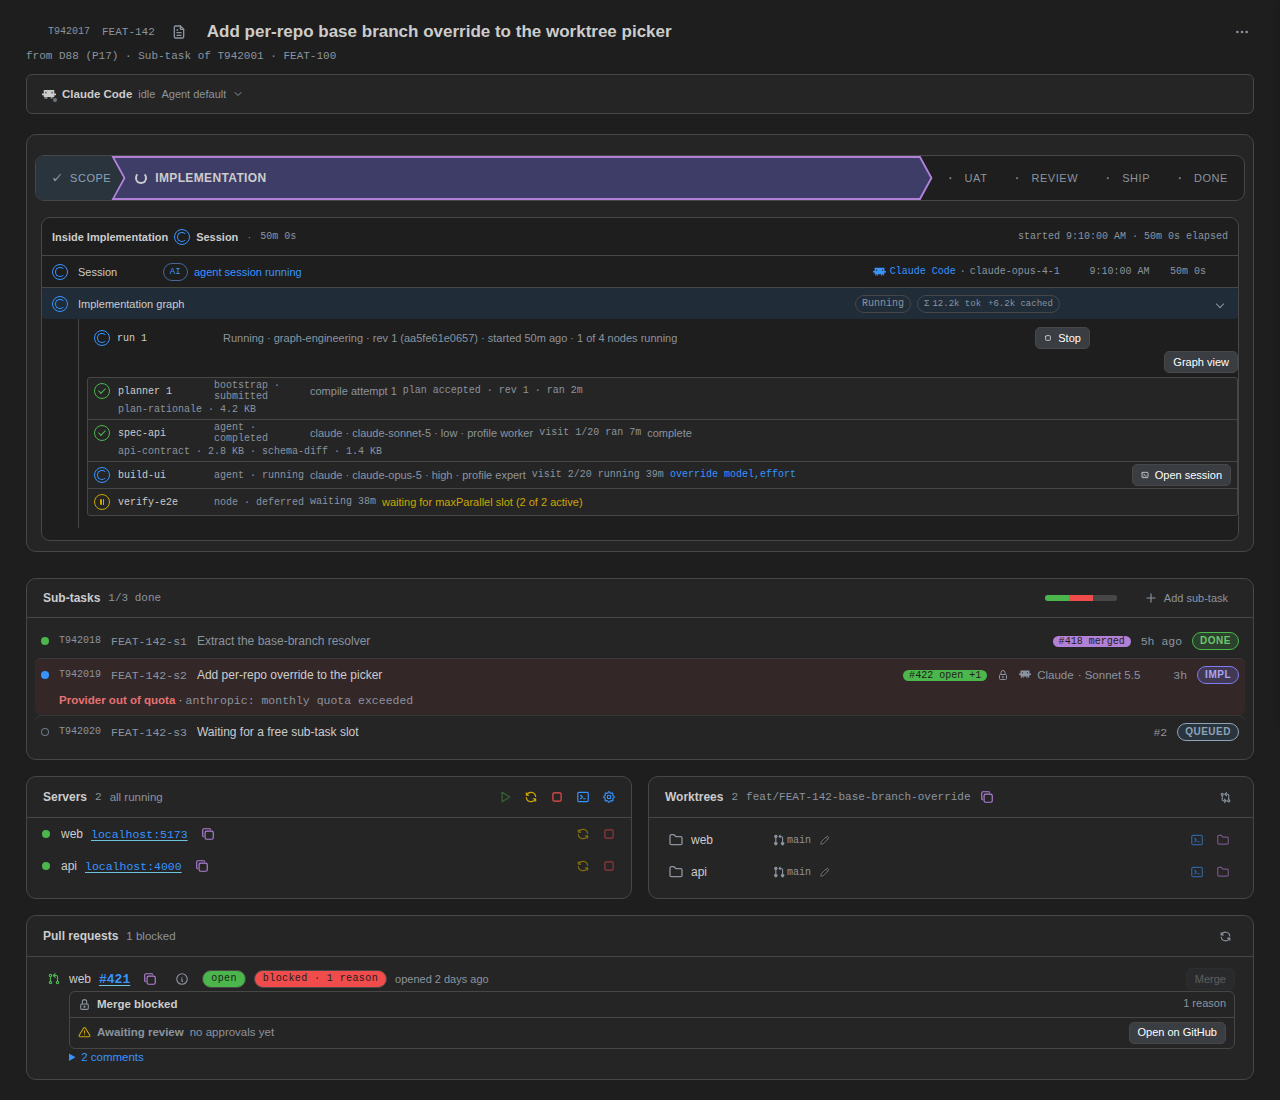 T942017 FEAT-142 Add per-repo base branch override to the worktree picker
from D88 (P17) · Sub-task of T942001 · FEAT-100
Claude Code idle Agent default
SCOPE IMPLEMENTATION · UAT · REVIEW · SHIP · DONE
Inside Implementation Session · 50m 0s started 9:10:00 AM · 50m 0s elapsed
Session AI agent session running Claude Code · claude-opus-4-1 9:10:00 AM 50m 0s
Implementation graph Running Σ 12.2k tok +6.2k cached
run 1 Running · graph-engineering · rev 1 (aa5fe61e0657) · started 50m ago · 1 of 4 nodes running Stop
Graph view
planner 1 bootstrap · submitted compile attempt 1 plan accepted · rev 1 · ran 2m
plan-rationale · 4.2 KB
spec-api agent · completed claude · claude-sonnet-5 · low · profile worker visit 1/20 ran 7m complete
api-contract · 2.8 KB · schema-diff · 1.4 KB
build-ui agent · running claude · claude-opus-5 · high · profile expert visit 2/20 running 39m override model,effort Open session
verify-e2e node · deferred waiting 38m waiting for maxParallel slot (2 of 2 active)
Sub-tasks 1/3 done Add sub-task
T942018 FEAT-142-s1 Extract the base-branch resolver #418 merged 5h ago DONE
T942019 FEAT-142-s2 Add per-repo override to the picker #422 open +1 Claude · Sonnet 5.5 3h IMPL
Provider out of quota · anthropic: monthly quota exceeded
T942020 FEAT-142-s3 Waiting for a free sub-task slot #2 QUEUED
Servers 2 all running
web localhost:5173
api localhost:4000
Worktrees 2 feat/FEAT-142-base-branch-override
web main
api main
Pull requests 1 blocked
web #421 open blocked · 1 reason opened 2 days ago Merge
Merge blocked 1 reason
Awaiting review no approvals yet Open on GitHub
2 comments